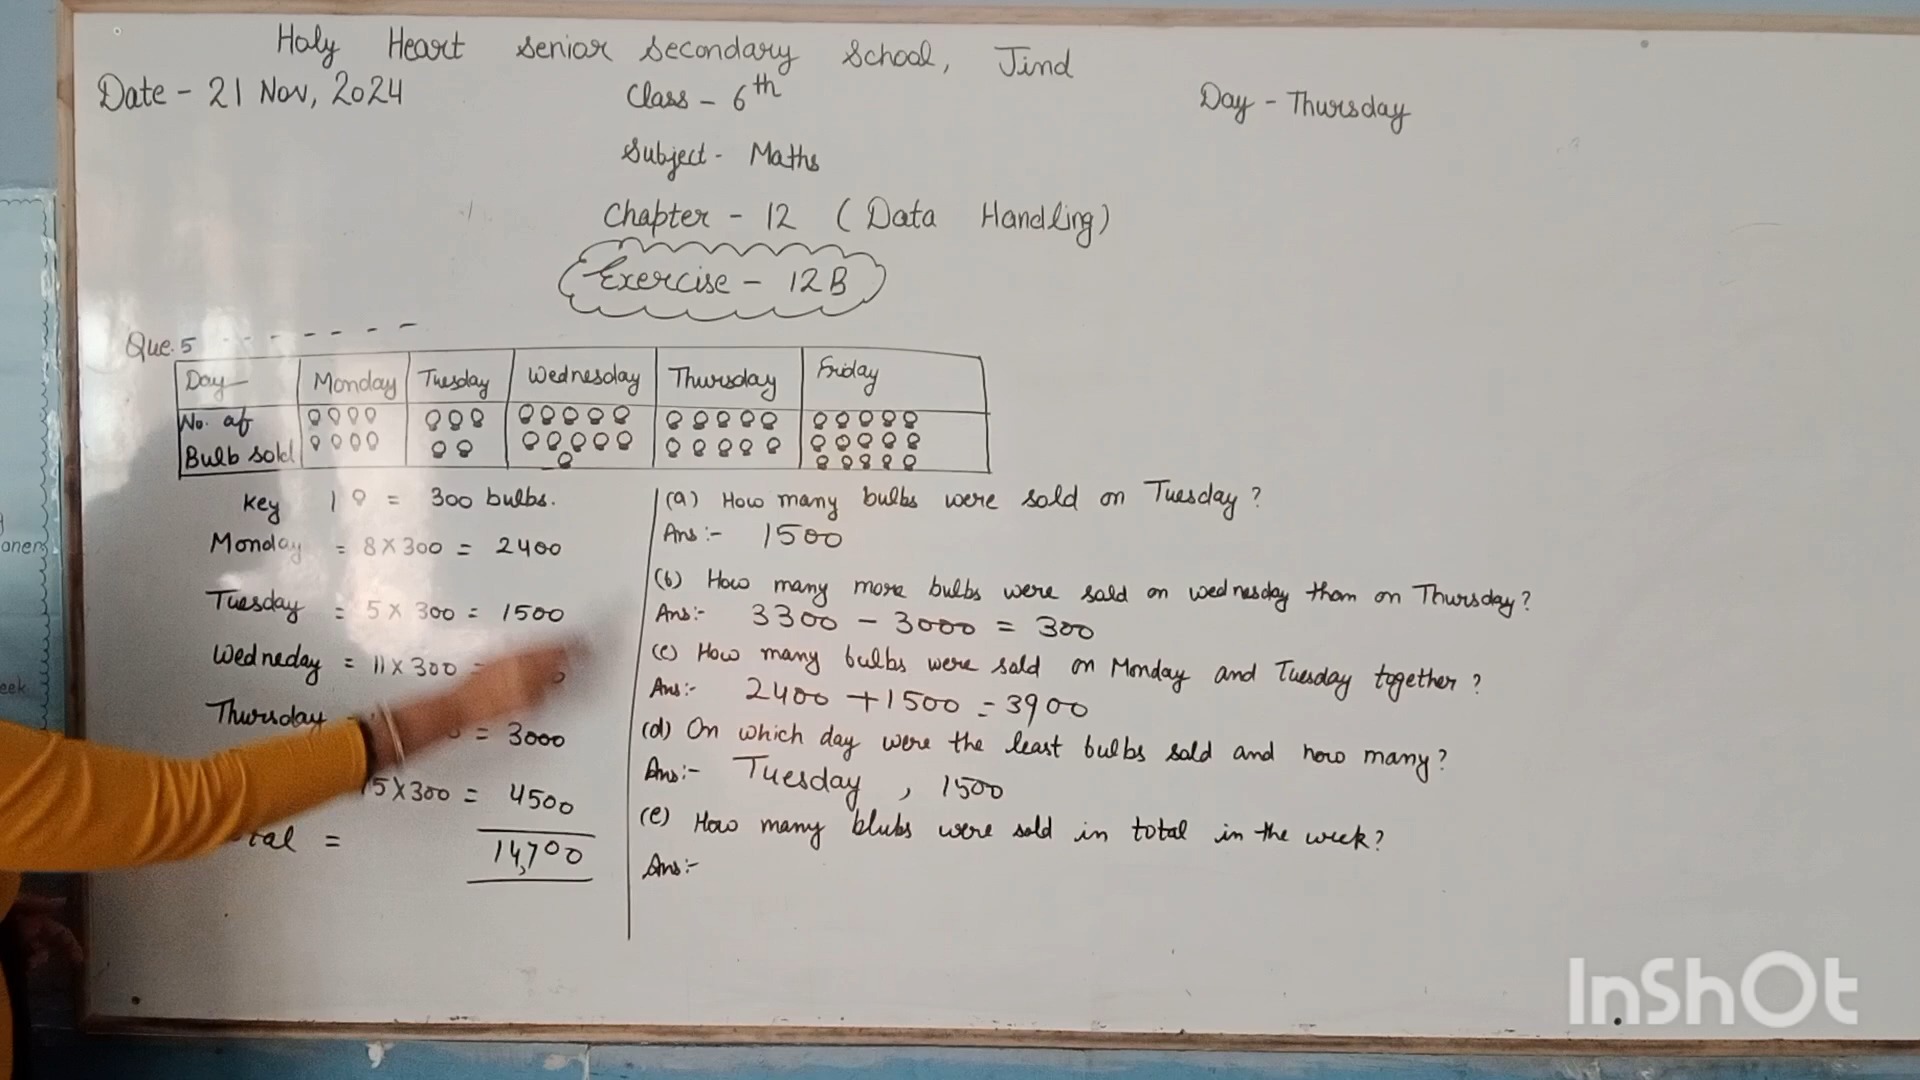 Holy Heart Senior Secondary School, Jind
Date - 21 Nov, 2024
Class - 6th
Day - Thursday
Subject - Maths
Chapter - 12 (Data Handling)
Exercise - 12B
Que. 5 - - - - - - -
Day Monday Tuesday Wednesday Thursday Friday
No. of
Bulb sold
Key 1 = 300 bulbs.
Monday = 8 X 300 = 2400
Tuesday = 5 X 300 = 1500
Wedneday = 11 X 300 =
Thursday = 3000
5 X 300 = 4500
tal = 14,700
(a) How many bulbs were sold on Tuesday?
Ans:- 1500
(b) How many more bulbs were sold on wednesday than on Thursday?
Ans:- 3300 - 3000 = 300
(c) How many bulbs were sold on Monday and Tuesday together?
Ans:- 2400 + 1500 = 3900
(d) On which day were the least bulbs sold and how many?
Ans:- Tuesday, 1500
(e) How many blubs were sold in total in the week?
Ans:-
eek
InShOt